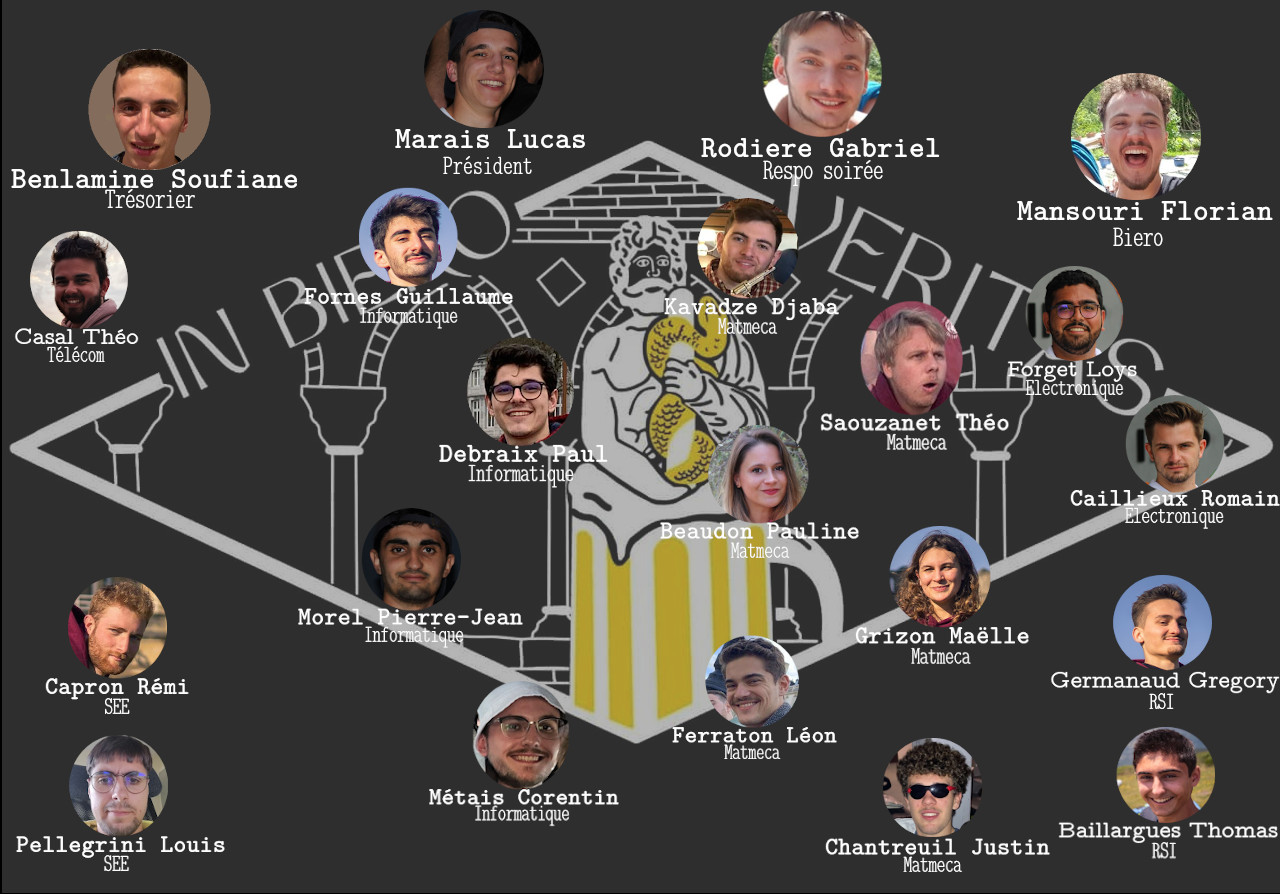 Marais Lucas
Président
Rodiere Gabriel
Respo soirée
Benlamine Soufiane
Trésorier
Mansouri Florian
Biero
IN BIERO VERITAS
Fornes Guillaume
Informatique
Kavadze Djaba
Matmeca
Casal Théo
Télécom
Forget Loys
Electronique
Saouzanet Théo
Matmeca
Debraix Paul
Informatique
Caillieux Romain
Electronique
Beaudon Pauline
Matmeca
Morel Pierre-Jean
Informatique
Grizon Maëlle
Matmeca
Capron Rémi
SEE
Germanaud Gregory
RSI
Ferraton Léon
Matmeca
Métais Corentin
Informatique
Pellegrini Louis
SEE
Chantreuil Justin
Matmeca
Baillargues Thomas
RSI